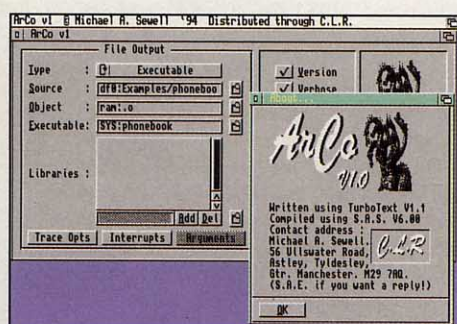 ArCo v1 © Michael A. Sewell '94 Distributed through C.L.R.
ArCo v1
File Output
Type : Executable
Source : df0:Examples/phoneboo
Object : ram:.o
Executable: SYS:phonebook
Libraries :
Add Del
Trace Opts Interrupts Arguments
Version
Verbose
About...
ArCo
V1.0
Written using TurboText V1.1
Compiled using S.A.S. V6.00
Contact address :
Michael A. Sewell.
56 Ullswater Road,
Astley, Tyldesley,
Gtr. Manchester. M29 7AQ.
(S.A.E. if you want a reply!)
C.L.R
OK